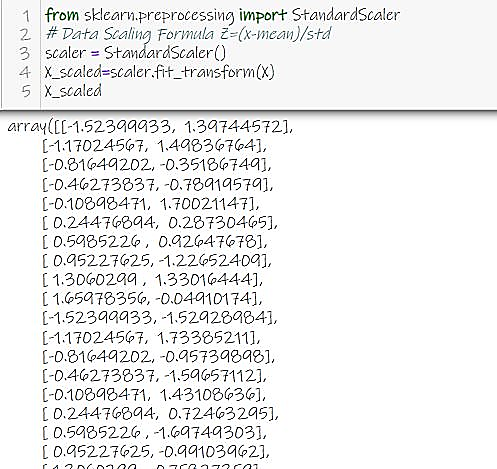 1 from sklearn.preprocessing import StandardScaler
2 # Data Scaling Formula Z=(x-mean)/std
3 scaler = StandardScaler()
4 X_scaled=scaler.fit_transform(X)
5 X_scaled
array([[-1.52399933, 1.39744572],
[-1.17024567, 1.49836764],
[-0.81649202, -0.35186749],
[-0.46273837, -0.78919579],
[-0.10898471, 1.70021147],
[ 0.24476894, 0.28730465],
[ 0.5985226 , 0.92647678],
[ 0.95227625, -1.22652409],
[ 1.3060299 , 1.33016444],
[ 1.65978356, -0.04910174],
[-1.52399933, -1.52928984],
[-1.17024567, 1.73385211],
[-0.81649202, -0.95739898],
[-0.46273837, -1.59657112],
[-0.10898471, 1.43108636],
[ 0.24476894, 0.72463295],
[ 0.5985226 , -1.69749303],
[ 0.95227625, -0.99103962],